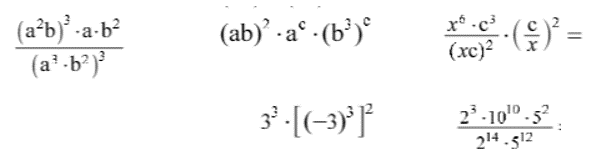 (a²b)³·a·b² / (a³·b²)³    (ab)²·aᶜ·(b³)ᶜ    x⁶·c³ / (xc)² · (c/x)² =
3³·[(−3)³]²    2³·10¹⁰·5² / 2¹⁴·5¹² :